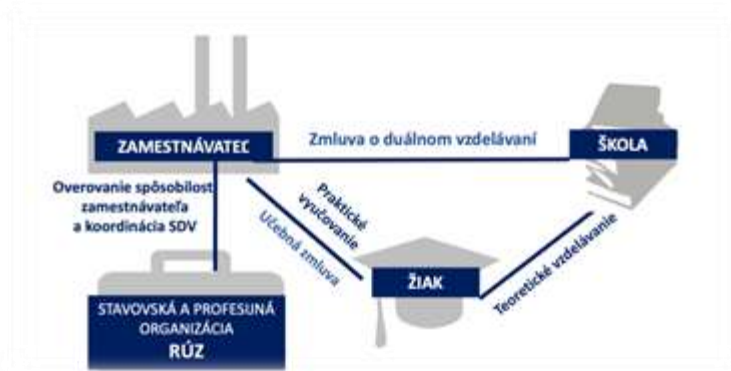 ZAMESTNÁVATEĽ
Zmluva o duálnom vzdelávaní
ŠKOLA
Overovanie spôsobilost
zamestnávateľa
a koordinácia SDV
Praktické
vyučovanie
Učebná zmluva
ŽIAK
Teoretické vzdelávanie
STAVOVSKÁ A PROFESIJNÁ
ORGANIZÁCIA
RÚZ